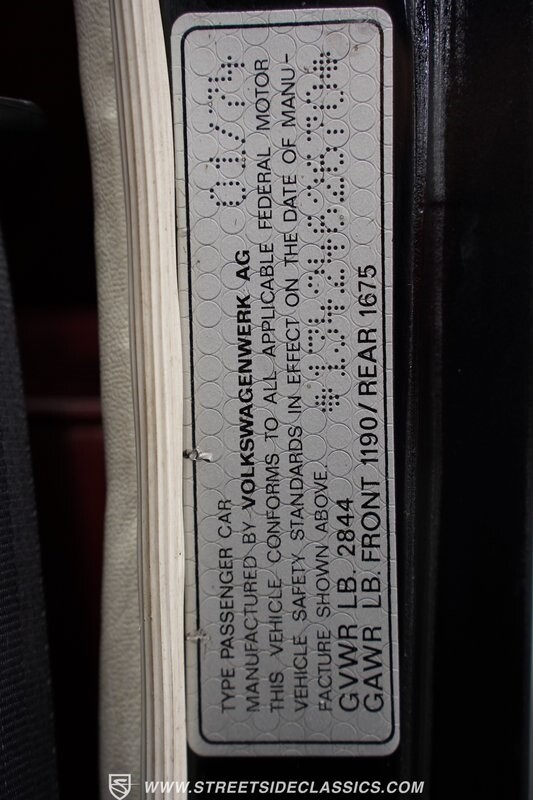 TYPE PASSENGER CAR
MANUFACTURED BY VOLKSWAGENWERK AG 01/74
THIS VEHICLE CONFORMS TO ALL APPLICABLE FEDERAL MOTOR
VEHICLE SAFETY STANDARDS IN EFFECT ON THE DATE OF MANU-
FACTURE SHOWN ABOVE.
GVWR LB. 2844
GAWR LB. FRONT 1190/REAR 1675
WWW.STREETSIDECLASSICS.COM